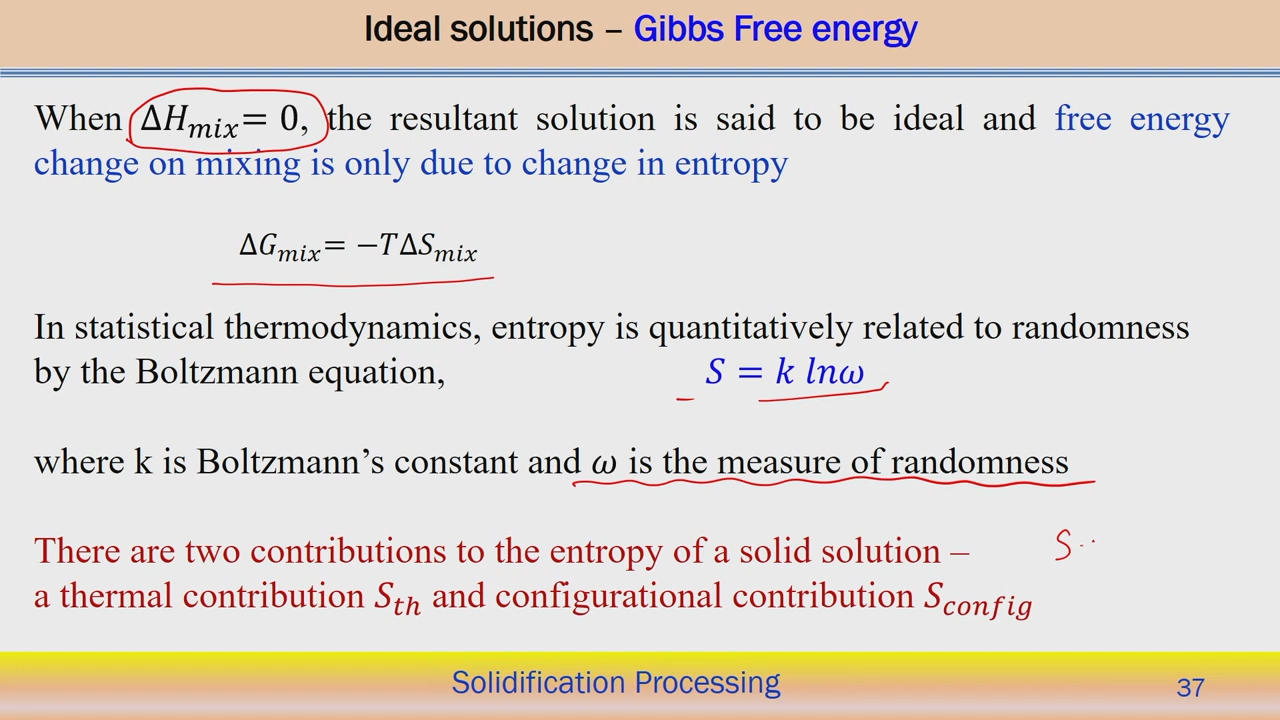 Ideal solutions – Gibbs Free energy
When ΔH_mix = 0, the resultant solution is said to be ideal and free energy
change on mixing is only due to change in entropy
ΔG_mix = −TΔS_mix
In statistical thermodynamics, entropy is quantitatively related to randomness
by the Boltzmann equation, S = k lnω
where k is Boltzmann’s constant and ω is the measure of randomness
There are two contributions to the entropy of a solid solution – S
a thermal contribution S_th and configurational contribution S_config
Solidification Processing
37